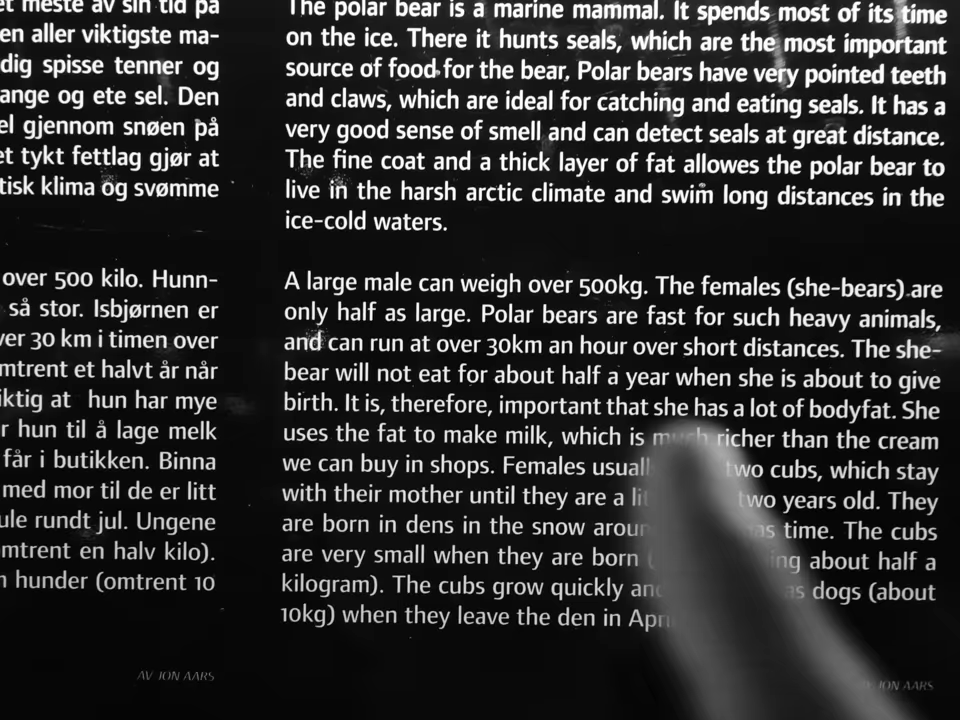 et meste av sin tid på
en aller viktigste ma-
dig spisse tenner og
ange og ete sel. Den
el gjennom snøen på
et tykt fettlag gjør at
tisk klima og svømme
over 500 kilo. Hunn-
så stor. Isbjørnen er
ver 30 km i timen over
mtrent et halvt år når
iktig at hun har mye
r hun til å lage melk
får i butikken. Binna
med mor til de er litt
ule rundt jul. Ungene
mtrent en halv kilo).
hunder (omtrent 10
AV JON AARS
The polar bear is a marine mammal. It spends most of its time
on the ice. There it hunts seals, which are the most important
source of food for the bear. Polar bears have very pointed teeth
and claws, which are ideal for catching and eating seals. It has a
very good sense of smell and can detect seals at great distance.
The fine coat and a thick layer of fat allowes the polar bear to
live in the harsh arctic climate and swim long distances in the
ice-cold waters.
A large male can weigh over 500kg. The females (she-bears) are
only half as large. Polar bears are fast for such heavy animals,
and can run at over 30km an hour over short distances. The she-
bear will not eat for about half a year when she is about to give
birth. It is, therefore, important that she has a lot of bodyfat. She
uses the fat to make milk, which is much richer than the cream
we can buy in shops. Females usuall two cubs, which stay
with their mother until they are a li two years old. They
are born in dens in the snow aroun as time. The cubs
are very small when they are born ( ing about half a
kilogram). The cubs grow quickly and as dogs (about
10kg) when they leave the den in Apri
JON AARS